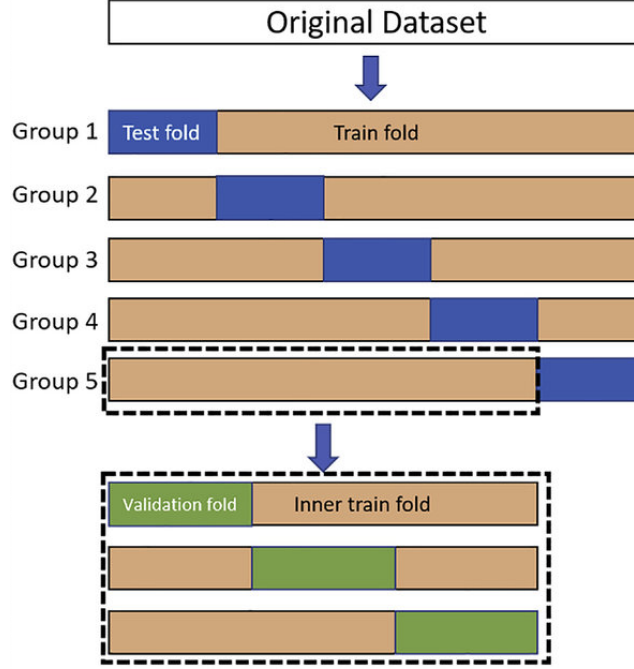 Original Dataset
Group 1
Test fold
Train fold
Group 2
Group 3
Group 4
Group 5
Validation fold
Inner train fold